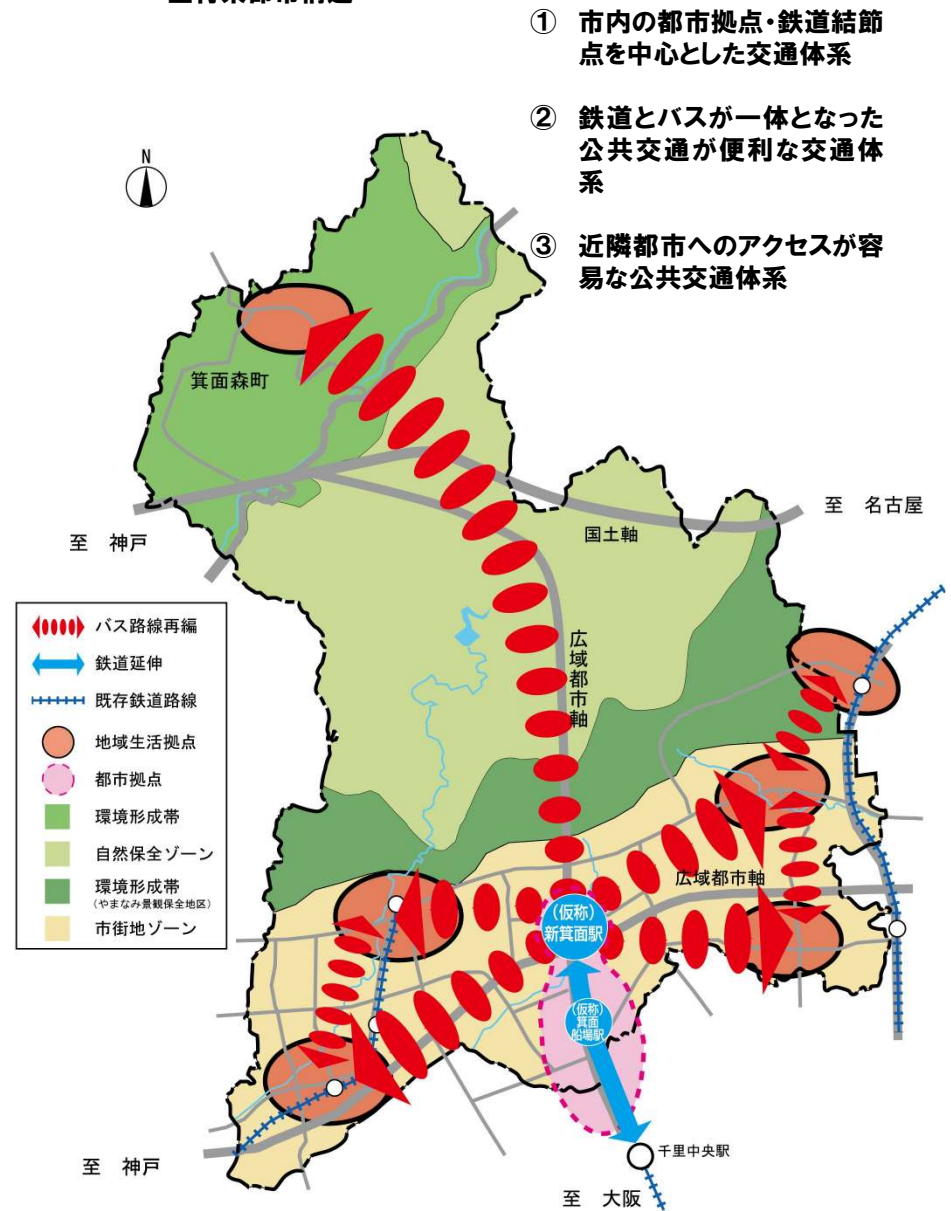 ① 市内の都市拠点・鉄道結節
点を中心とした交通体系
② 鉄道とバスが一体となった
公共交通が便利な交通体
系
③ 近隣都市へのアクセスが容
易な公共交通体系
N
箕面森町
至 名古屋
国土軸
至 神戸
広域都市軸
バス路線再編
鉄道延伸
既存鉄道路線
地域生活拠点
都市拠点
環境形成帯
自然保全ゾーン
環境形成帯
(やまなみ景観保全地区)
市街地ゾーン
広域都市軸
(仮称)
新箕面駅
(仮称)
箕面
船場駅
千里中央駅
至 神戸
至 大阪